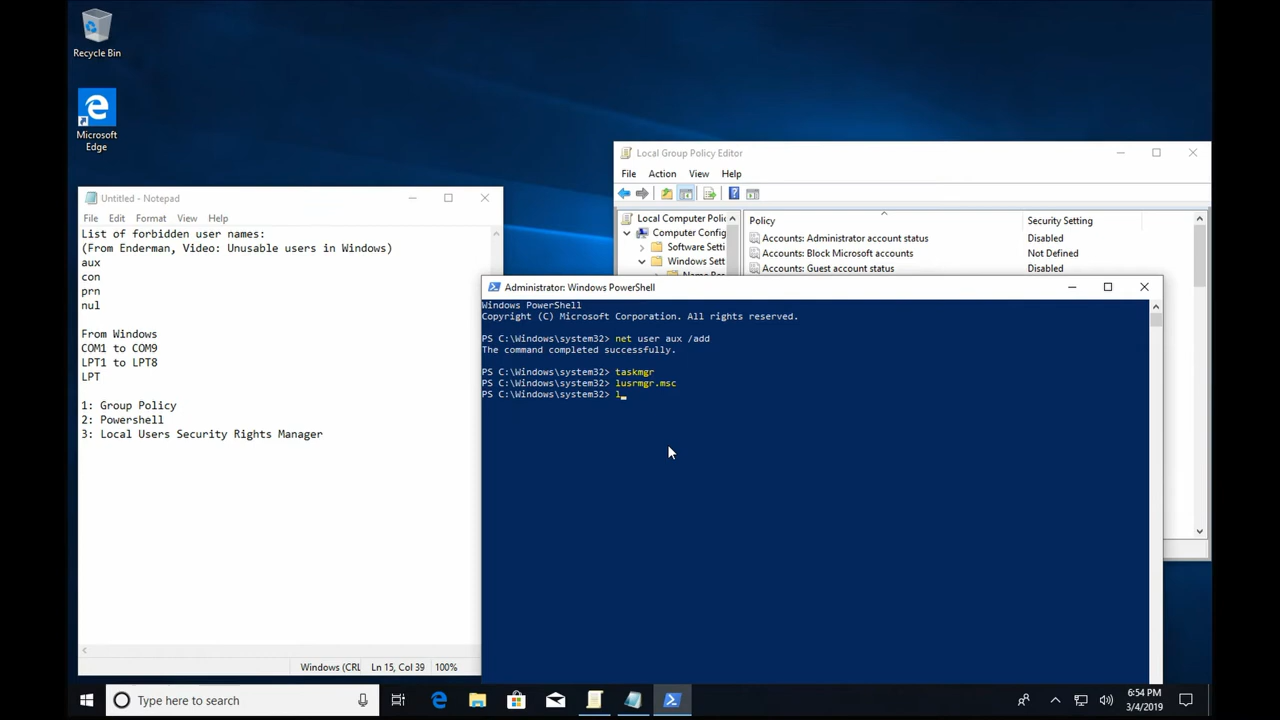 Recycle Bin
Microsoft
Edge
Untitled - Notepad
File Edit Format View Help
List of forbidden user names:
(From Enderman, Video: Unusable users in Windows)
aux
con
prn
nul
From Windows
COM1 to COM9
LPT1 to LPT8
LPT
1: Group Policy
2: Powershell
3: Local Users Security Rights Manager
Windows (CRL Ln 15, Col 39 100%
Local Group Policy Editor
File Action View Help
Local Computer Polic
Computer Config
Software Setti
Windows Sett
Name Res
Policy Security Setting
Accounts: Administrator account status Disabled
Accounts: Block Microsoft accounts Not Defined
Accounts: Guest account status Disabled
Administrator: Windows PowerShell
Windows PowerShell
Copyright (C) Microsoft Corporation. All rights reserved.
PS C:\Windows\system32> net user aux /add
The command completed successfully.
PS C:\Windows\system32> taskmgr
PS C:\Windows\system32> lusrmgr.msc
PS C:\Windows\system32> l_
Type here to search
6:54 PM
3/4/2019